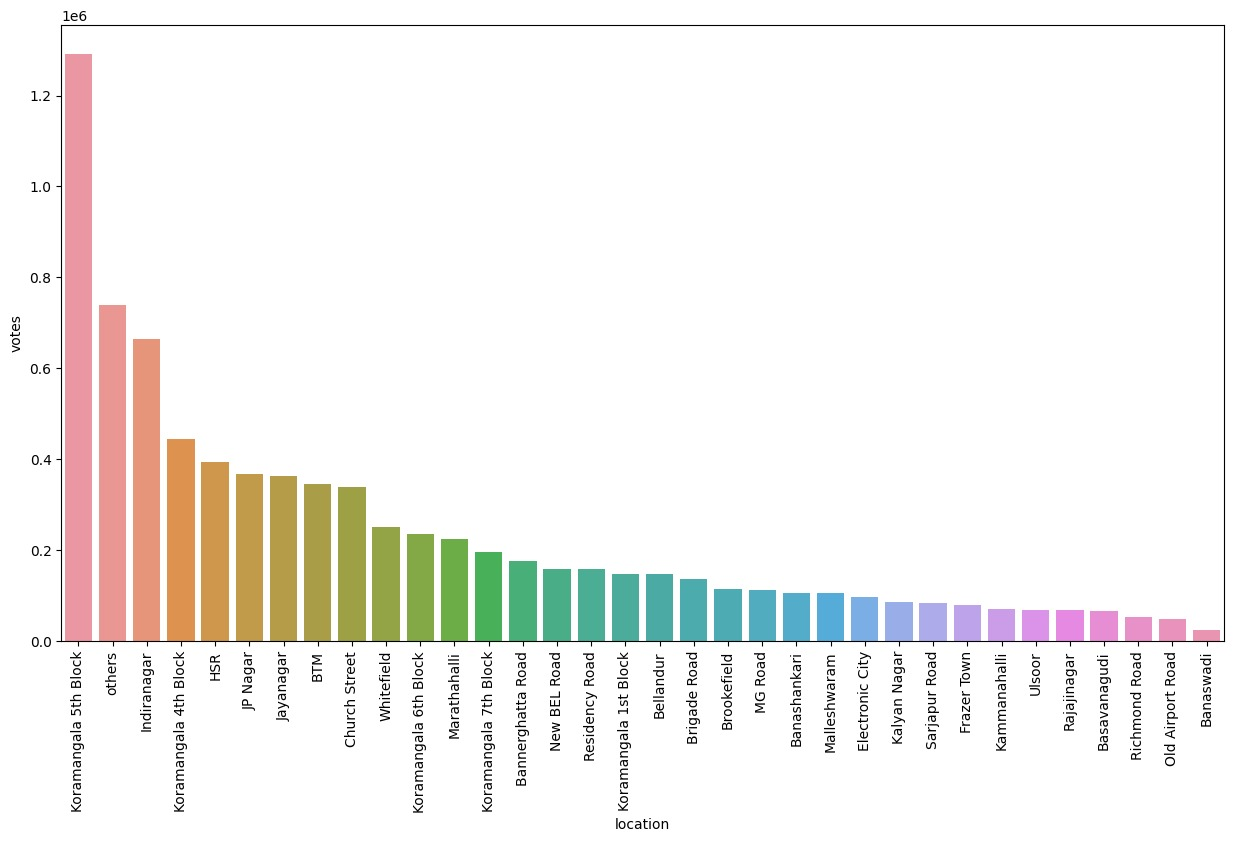 1e6
1.2
1.0
0.8
0.6
0.4
0.2
0.0
votes
Koramangala 5th Block
others
Indiranagar
Koramangala 4th Block
HSR
JP Nagar
Jayanagar
BTM
Church Street
Whitefield
Koramangala 6th Block
Marathahalli
Koramangala 7th Block
Bannerghatta Road
New BEL Road
Residency Road
Koramangala 1st Block
Bellandur
Brigade Road
Brookefield
MG Road
Banashankari
Malleshwaram
Electronic City
Kalyan Nagar
Sarjapur Road
Frazer Town
Kammanahalli
Ulsoor
Rajajinagar
Basavanagudi
Richmond Road
Old Airport Road
Banaswadi
location